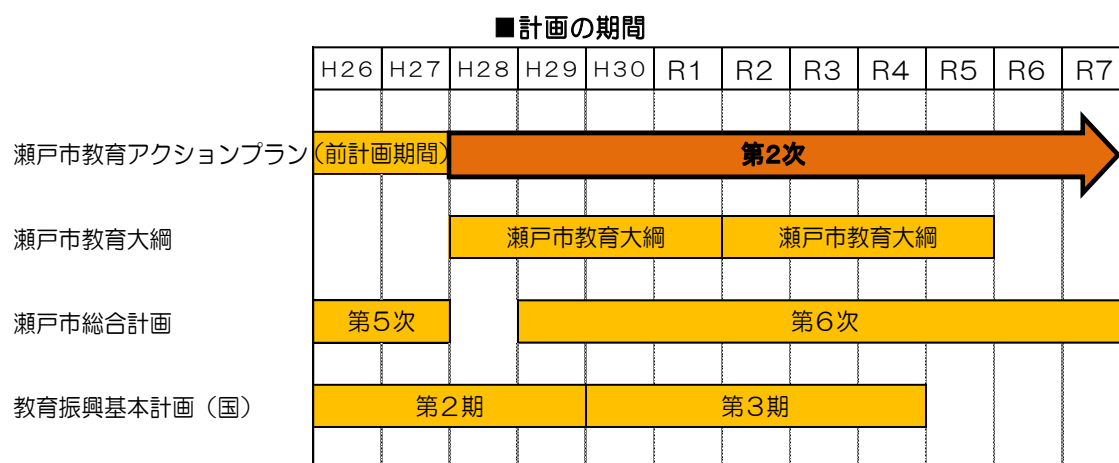 ■計画の期間
H26 H27 H28 H29 H30 R1 R2 R3 R4 R5 R6 R7
瀬戸市教育アクションプラン (前計画期間) 第2次
瀬戸市教育大綱 瀬戸市教育大綱 瀬戸市教育大綱
瀬戸市総合計画 第5次 第6次
教育振興基本計画（国） 第2期 第3期